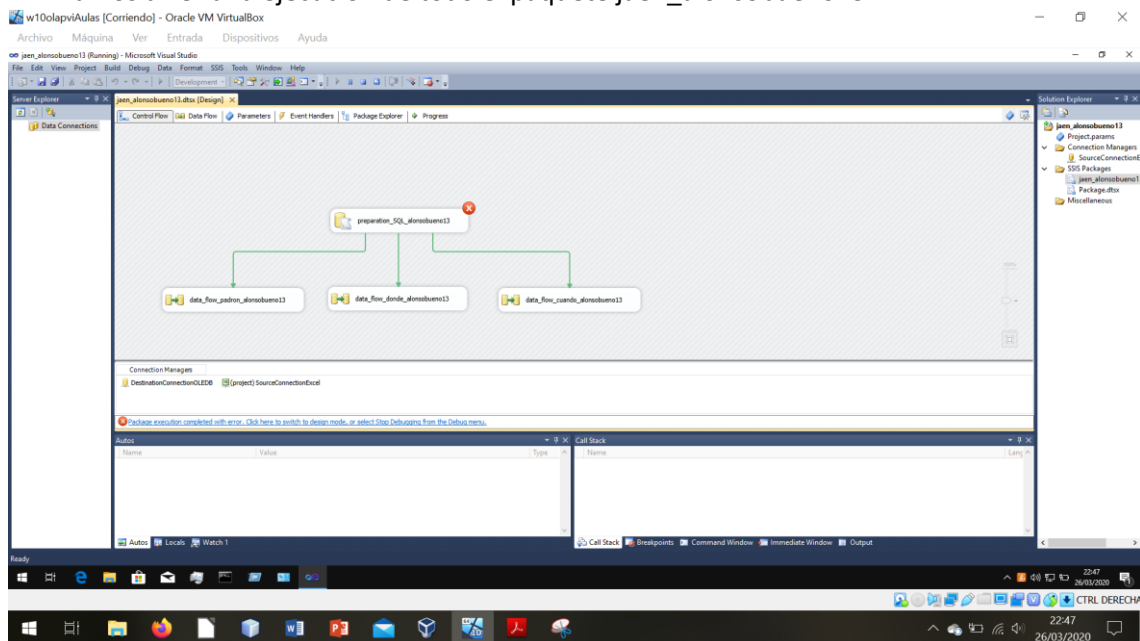 w10olapviAulas [Corriendo] - Oracle VM VirtualBox
Archivo Máquina Ver Entrada Dispositivos Ayuda
jaen_alonsobueno13 (Running) - Microsoft Visual Studio
File Edit View Project Build Debug Data Format SSIS Tools Window Help
Development
Server Explorer
jaen_alonsobueno13.dtsx [Design]
Solution Explorer
Control Flow Data Flow Parameters Event Handlers Package Explorer Progress
Data Connections
jaen_alonsobueno13
Project.params
Connection Managers
SourceConnectionE
SSIS Packages
jaen_alonsobueno1
Package.dtsx
Miscellaneous
preparation_SQL_alonsobueno13
data_flow_padron_alonsobueno13
data_flow_donde_alonsobueno13
data_flow_cuando_alonsobueno13
Connection Managers
DestinationConnectionOLEDB (project) SourceConnectionExcel
Package execution completed with error. Click here to switch to design mode, or select Stop Debugging from the Debug menu.
Autos
Name Value Type
Call Stack
Name Lang
Autos Locals Watch 1
Call Stack Breakpoints Command Window Immediate Window Output
Ready
22:47
26/03/2020
CTRL DERECHA
22:47
26/03/2020